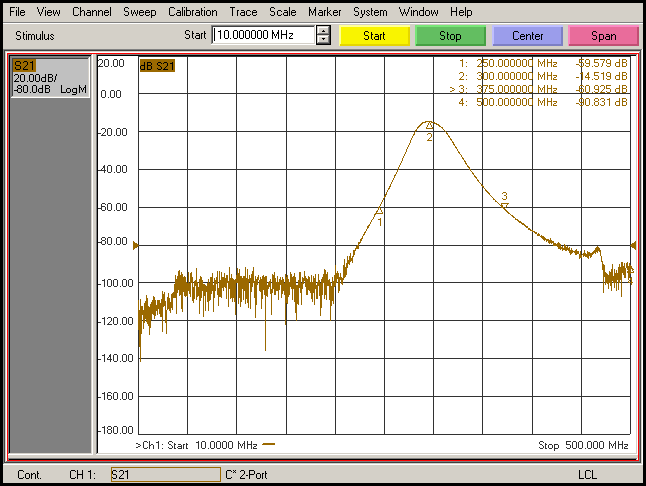 File View Channel Sweep Calibration Trace Scale Marker System Window Help
Stimulus Start 10.000000 MHz Start Stop Center Span
S21
20.00dB/
-80.0dB LogM
dB S21
20.00
0.00
-20.00
-40.00
-60.00
-80.00
-100.00
-120.00
-140.00
-160.00
-180.00
1: 250.000000 MHz -59.579 dB
2: 300.000000 MHz -14.519 dB
> 3: 375.000000 MHz -60.925 dB
4: 500.000000 MHz -90.831 dB
2
3
1
>Ch1: Start 10.0000 MHz Stop 500.000 MHz
Cont. CH 1: S21 C* 2-Port LCL